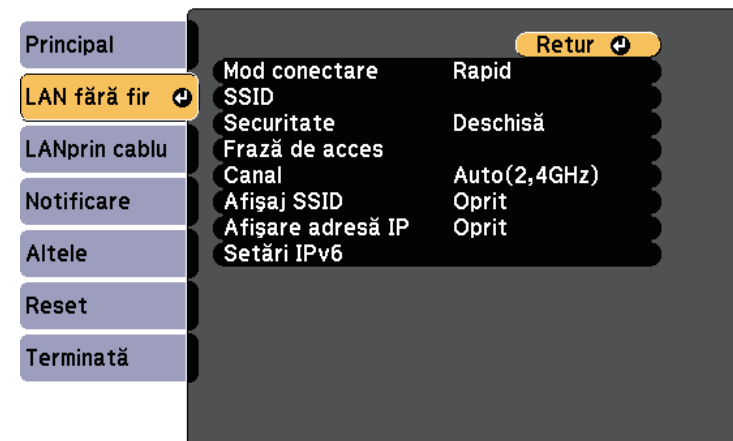 Principal
LAN fără fir
LANprin cablu
Notificare
Altele
Reset
Terminată
Retur
Mod conectare Rapid
SSID
Securitate Deschisă
Frază de acces
Canal Auto(2,4GHz)
Afişaj SSID Oprit
Afişare adresă IP Oprit
Setări IPv6